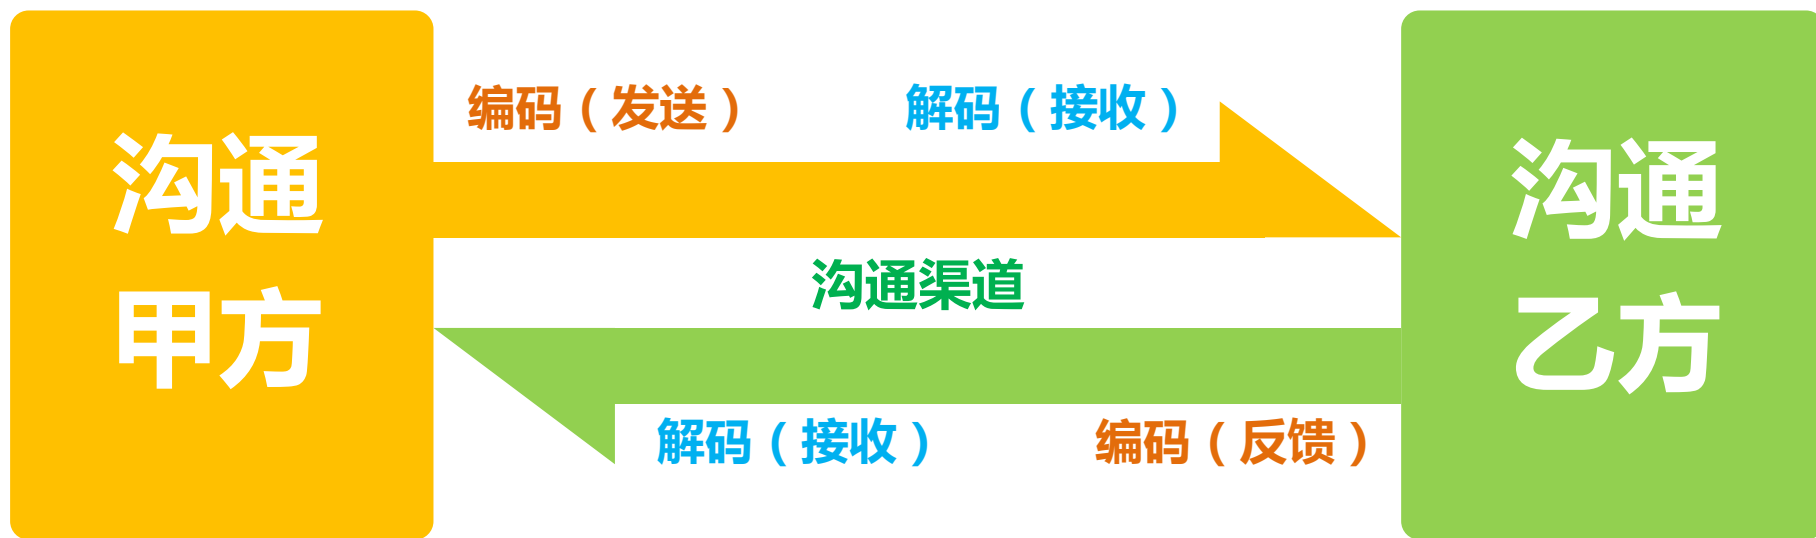 沟通
甲方
编码（发送）
解码（接收）
沟通渠道
解码（接收）
编码（反馈）
沟通
乙方